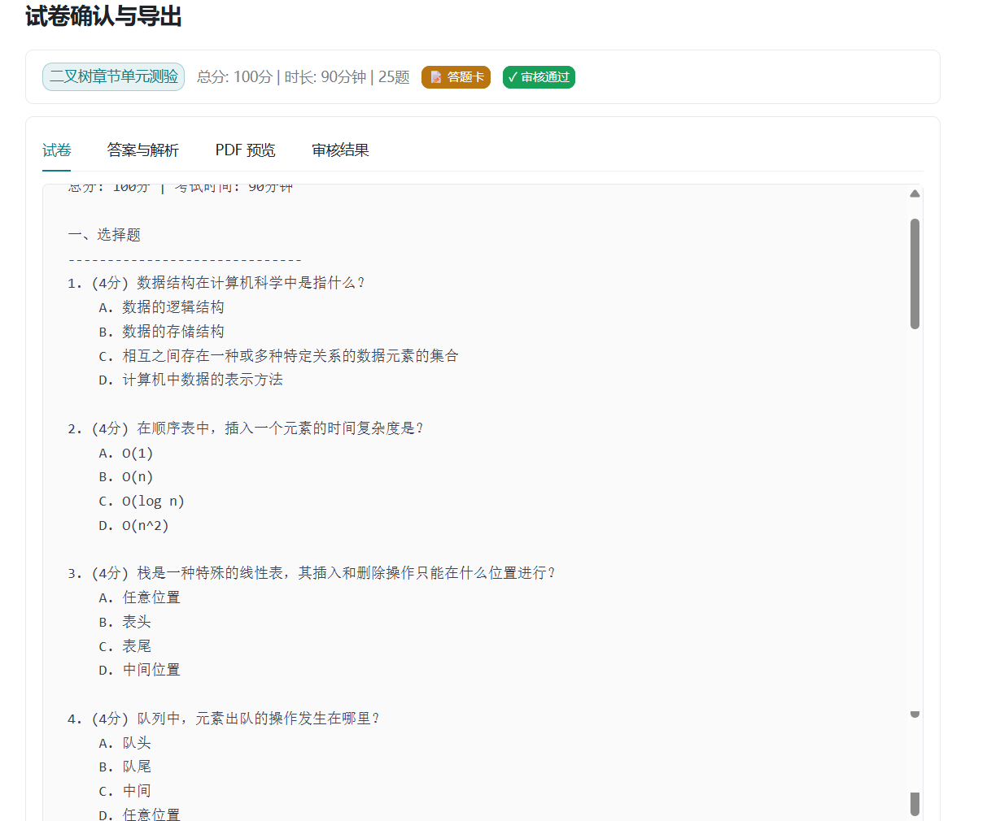 试卷确认与导出
二叉树章节单元测验 总分: 100分 | 时长: 90分钟 | 25题 答题卡 ✓ 审核通过
试卷 答案与解析 PDF 预览 审核结果
总分: 100分 | 考试时间: 90分钟
一、选择题
------------------------------
1. (4分) 数据结构在计算机科学中是指什么？
A. 数据的逻辑结构
B. 数据的存储结构
C. 相互之间存在一种或多种特定关系的数据元素的集合
D. 计算机中数据的表示方法
2. (4分) 在顺序表中，插入一个元素的时间复杂度是？
A. O(1)
B. O(n)
C. O(log n)
D. O(n^2)
3. (4分) 栈是一种特殊的线性表，其插入和删除操作只能在什么位置进行？
A. 任意位置
B. 表头
C. 表尾
D. 中间位置
4. (4分) 队列中，元素出队的操作发生在哪里？
A. 队头
B. 队尾
C. 中间
D. 任意位置